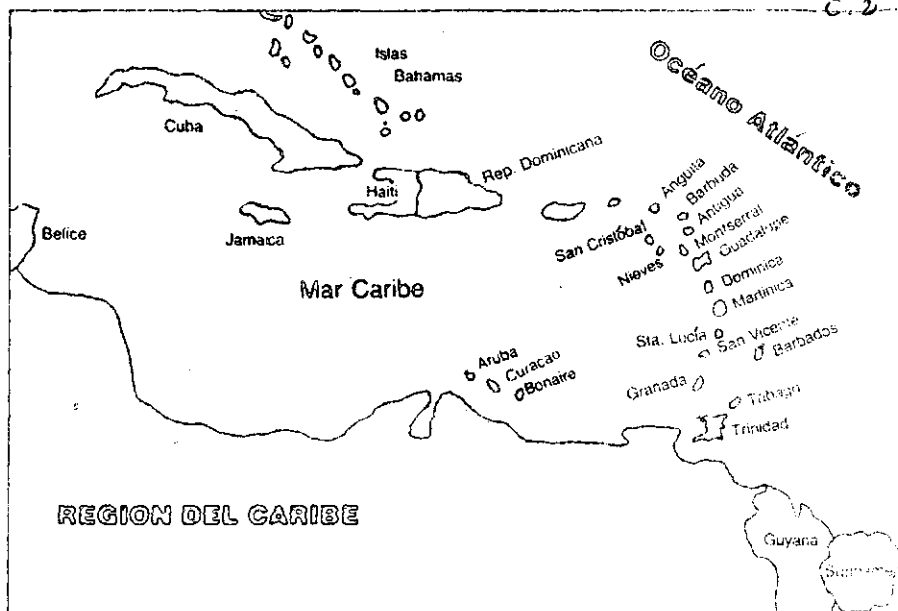 C.2
Islas
Bahamas
Océano Atlántico
Cuba
Rep. Dominicana
Haiti
Anguila
Barbuda
Antigua
Montserrat
Guadalupe
San Cristóbal
Nieves
Belice
Jamaica
Dominica
Martinica
Mar Caribe
Sta. Lucía
San Vicente
Barbados
Aruba
Curacao
Bonaire
Granada
Tobago
Trinidad
REGION DEL CARIBE
Guyana